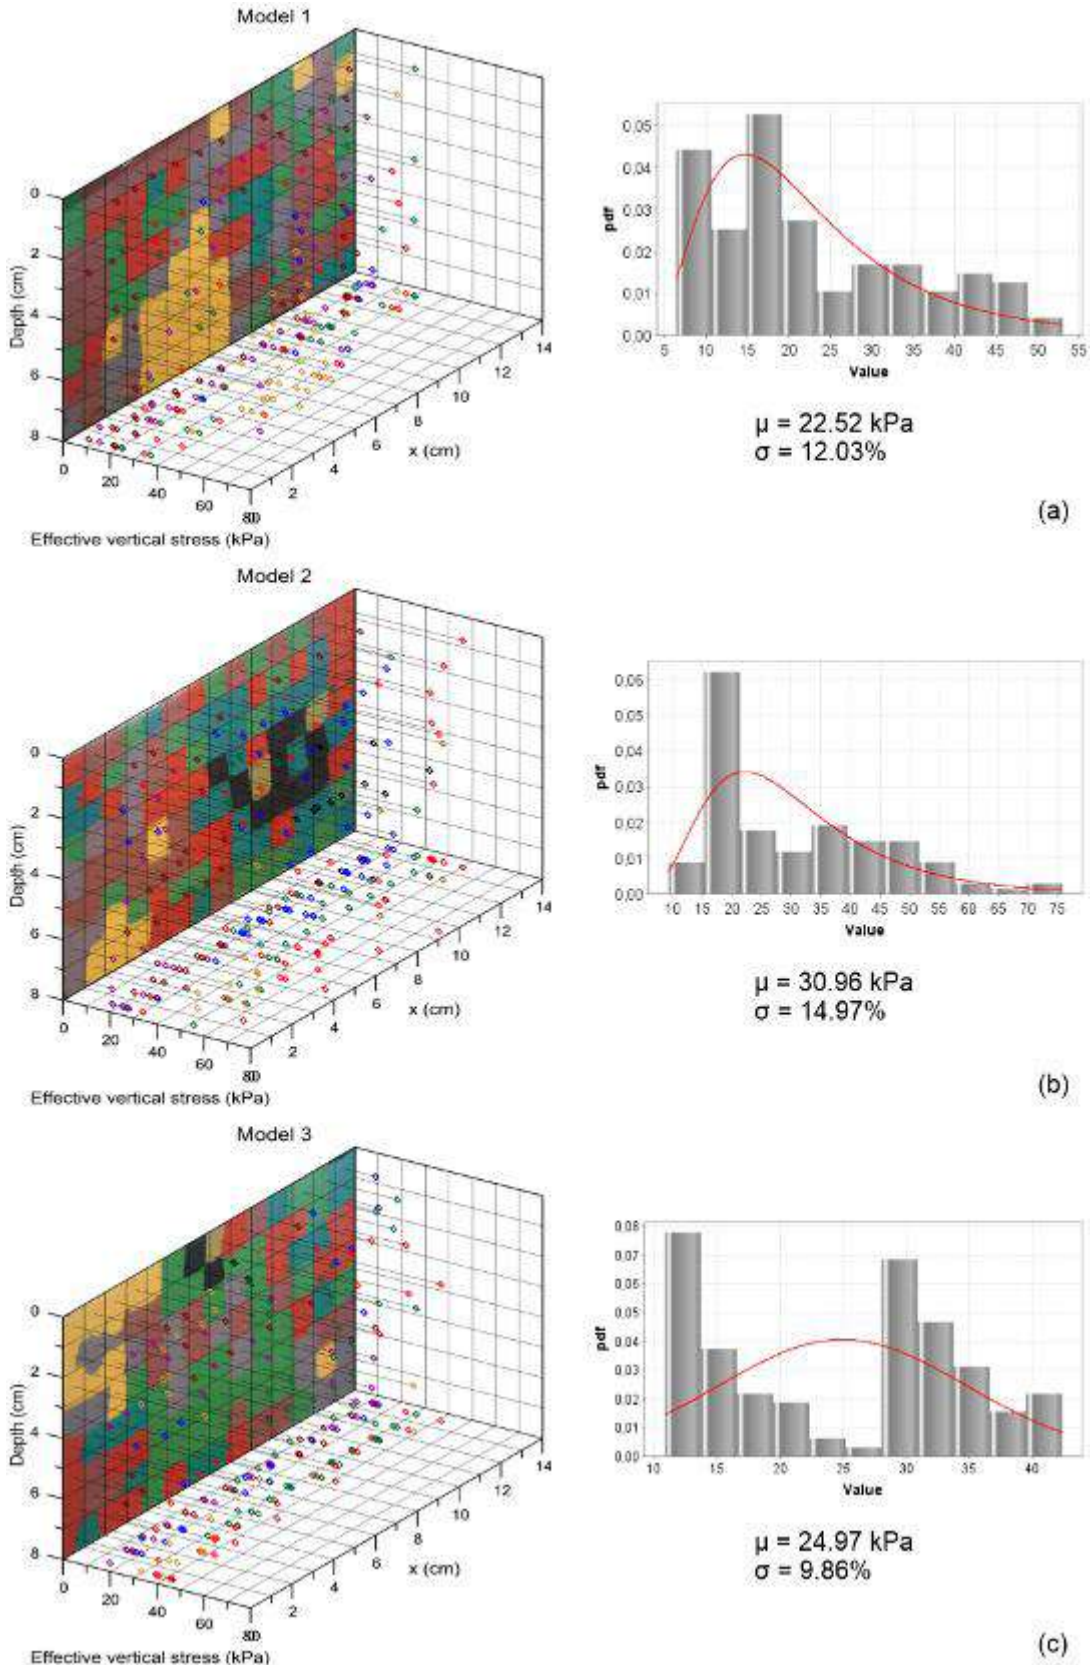 Model 1
0
2
4
6
8
Depth (cm)
0
20
40
60
80
2
4
6
8
10
12
14
x (cm)
Effective vertical stress (kPa)
0.05
0.04
0.03
0.02
0.01
0.00
pdf
5 10 15 20 25 30 35 40 45 50 55
Value
μ = 22.52 kPa
σ = 12.03%
(a)
Model 2
0
2
4
6
8
Depth (cm)
0
20
40
60
80
2
4
6
8
10
12
14
x (cm)
Effective vertical stress (kPa)
0.06
0.05
0.04
0.03
0.02
0.01
0.00
pdf
10 15 20 25 30 35 40 45 50 55 60 65 70 75
Value
μ = 30.96 kPa
σ = 14.97%
(b)
Model 3
0
2
4
6
8
Depth (cm)
0
20
40
60
80
2
4
6
8
10
12
14
x (cm)
Effective vertical stress (kPa)
0.08
0.07
0.06
0.05
0.04
0.03
0.02
0.01
0.00
pdf
10 15 20 25 30 35 40
Value
μ = 24.97 kPa
σ = 9.86%
(c)